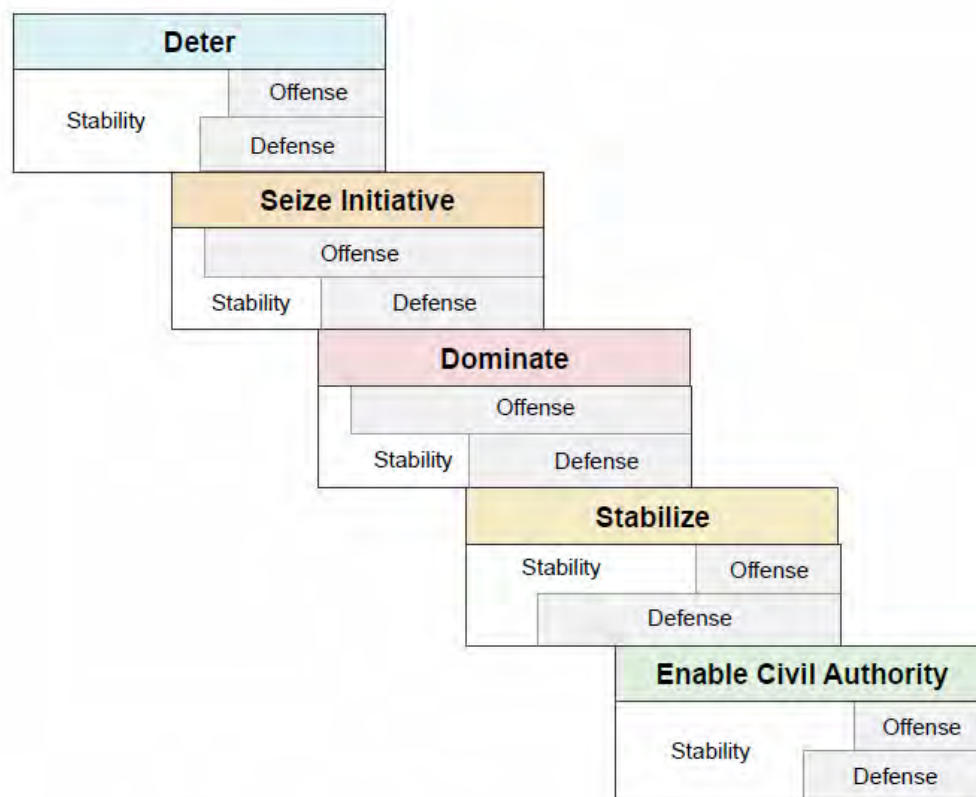 Deter
Offense
Stability
Defense
Seize Initiative
Offense
Stability
Defense
Dominate
Offense
Stability
Defense
Stabilize
Stability
Offense
Defense
Enable Civil Authority
Offense
Stability
Defense